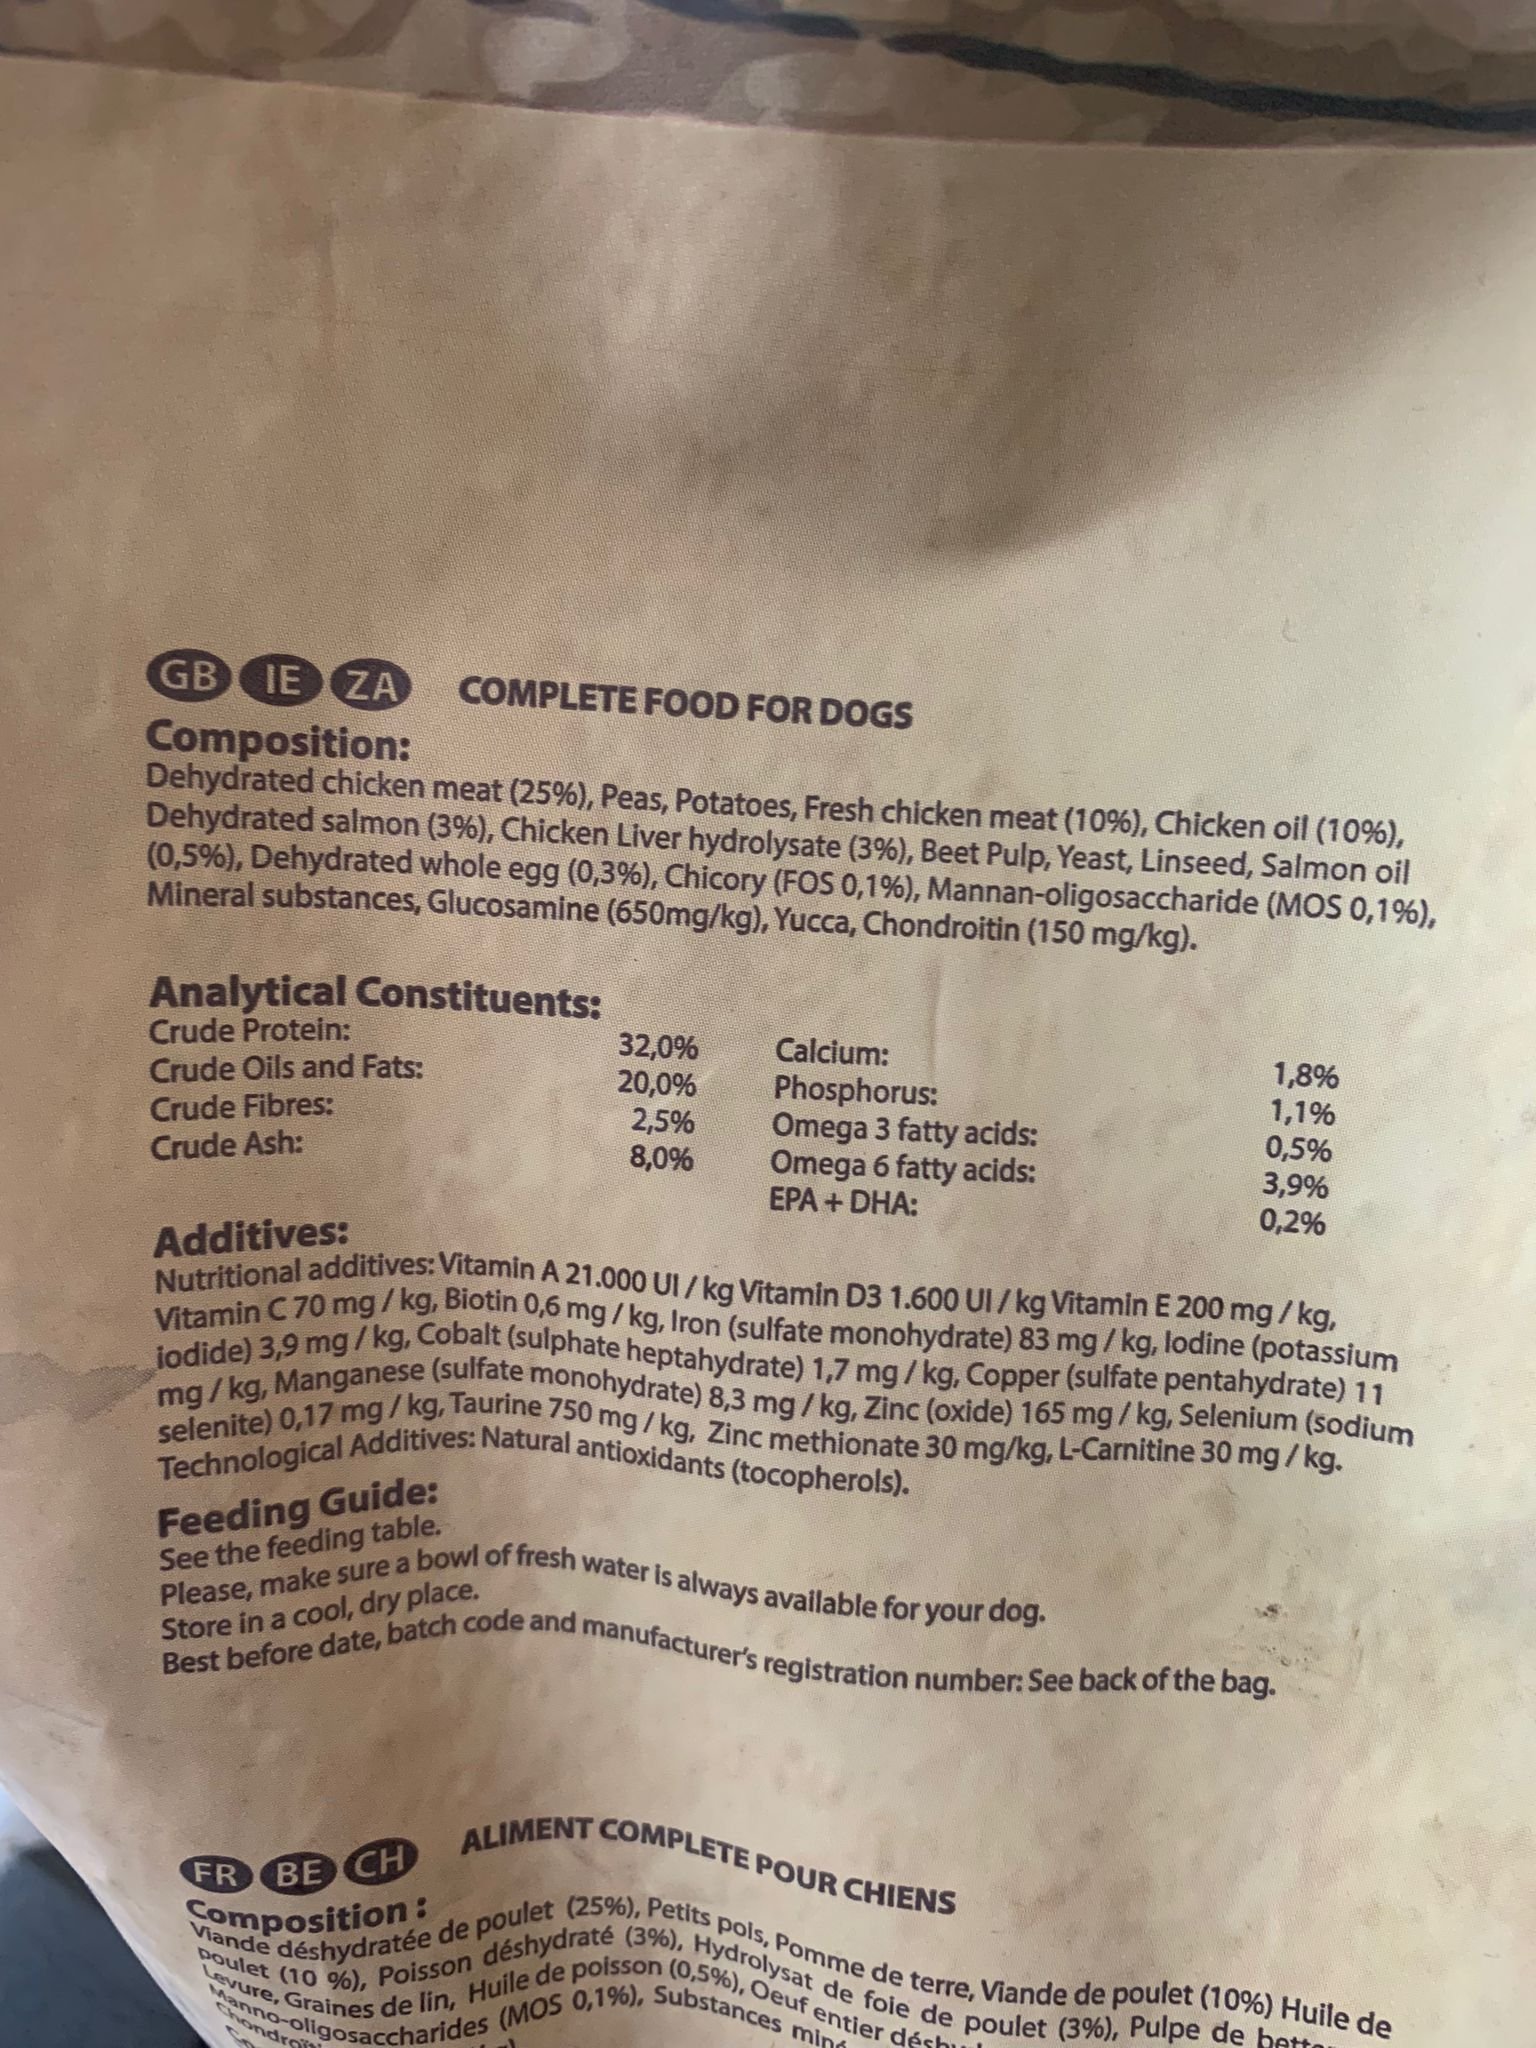 GB IE ZA COMPLETE FOOD FOR DOGS
Composition:
Dehydrated chicken meat (25%), Peas, Potatoes, Fresh chicken meat (10%), Chicken oil (10%),
Dehydrated salmon (3%), Chicken Liver hydrolysate (3%), Beet Pulp, Yeast, Linseed, Salmon oil
(0,5%), Dehydrated whole egg (0,3%), Chicory (FOS 0,1%), Mannan-oligosaccharide (MOS 0,1%),
Mineral substances, Glucosamine (650mg/kg), Yucca, Chondroitin (150 mg/kg).
Analytical Constituents:
Crude Protein: 32,0% Calcium: 1,8%
Crude Oils and Fats: 20,0% Phosphorus: 1,1%
Crude Fibres: 2,5% Omega 3 fatty acids: 0,5%
Crude Ash: 8,0% Omega 6 fatty acids: 3,9%
EPA + DHA: 0,2%
Additives:
Nutritional additives: Vitamin A 21.000 UI / kg Vitamin D3 1.600 UI / kg Vitamin E 200 mg / kg,
Vitamin C 70 mg / kg, Biotin 0,6 mg / kg, Iron (sulfate monohydrate) 83 mg / kg, Iodine (potassium
iodide) 3,9 mg / kg, Cobalt (sulphate heptahydrate) 1,7 mg / kg, Copper (sulfate pentahydrate) 11
mg / kg, Manganese (sulfate monohydrate) 8,3 mg / kg, Zinc (oxide) 165 mg / kg, Selenium (sodium
selenite) 0,17 mg / kg, Taurine 750 mg / kg, Zinc methionate 30 mg/kg, L-Carnitine 30 mg / kg.
Technological Additives: Natural antioxidants (tocopherols).
Feeding Guide:
See the feeding table.
Please, make sure a bowl of fresh water is always available for your dog.
Store in a cool, dry place.
Best before date, batch code and manufacturer's registration number: See back of the bag.
FR BE CH ALIMENT COMPLETE POUR CHIENS
Composition :
Viande déshydratée de poulet (25%), Petits pois, Pomme de terre, Viande de poulet (10%) Huile de
poulet (10 %), Poisson déshydraté (3%), Hydrolysat de foie de poulet (3%), Pulpe de
Levure, Graines de lin, Huile de poisson (0,5%), Oeuf entier
Manno-oligosaccharides (MOS 0,1%), Substances